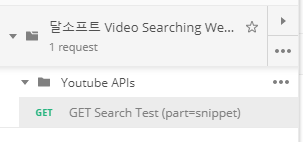 달소프트 Video Searching We...
1 request
Youtube APIs
GET GET Search Test (part=snippet)